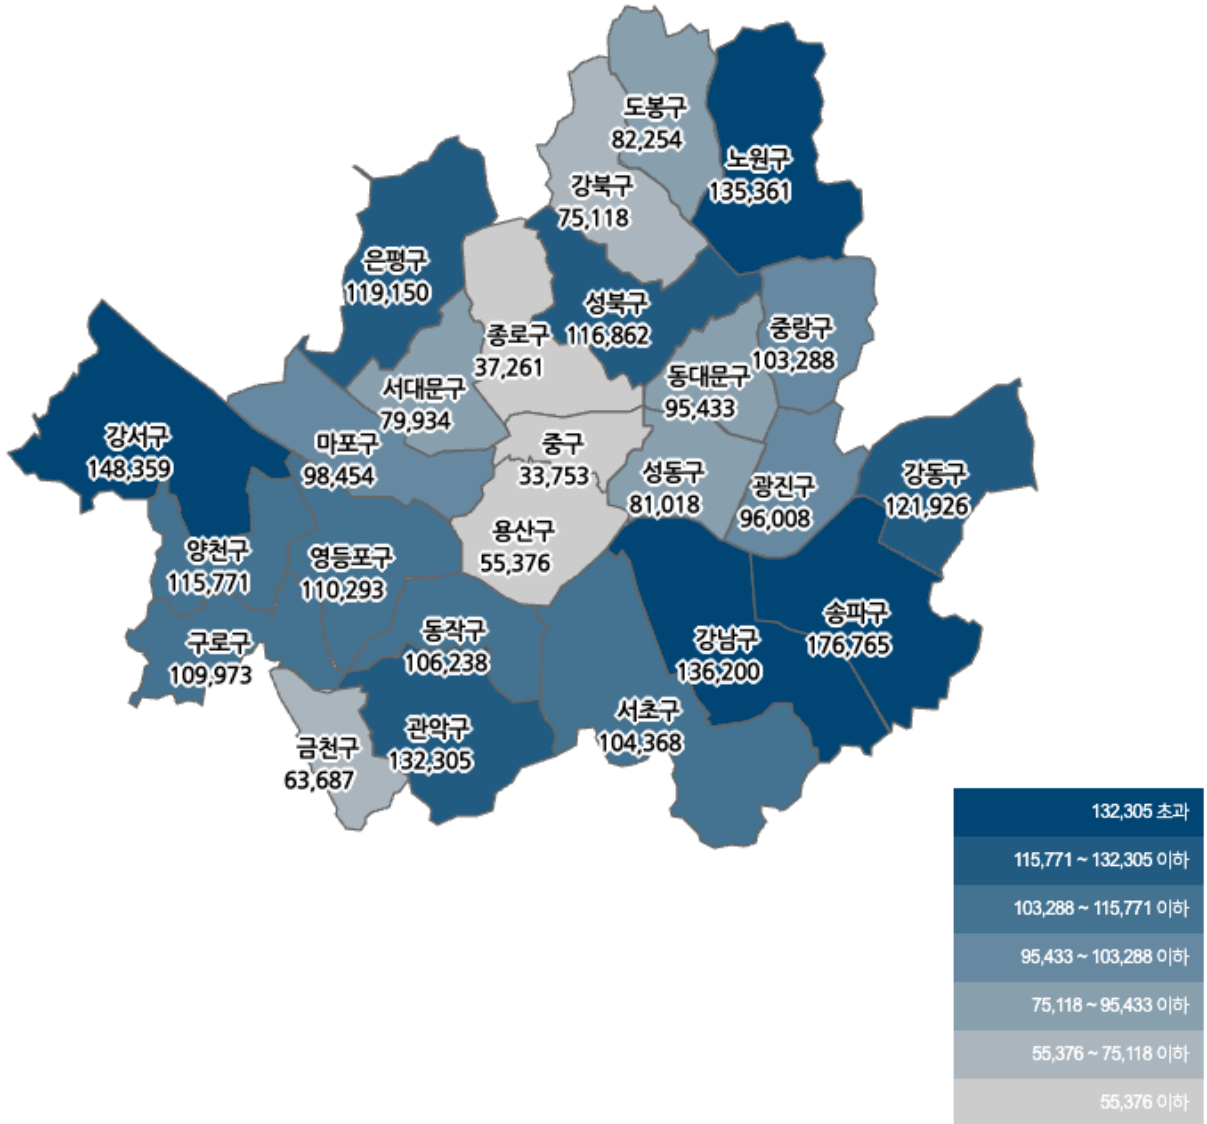 도봉구
82,254
노원구
135,361
강북구
75,118
은평구
119,150
성북구
116,862
중랑구
103,288
종로구
37,261
동대문구
95,433
서대문구
79,934
강서구
148,359
마포구
98,454
중구
33,753
성동구
81,018
광진구
96,008
강동구
121,926
용산구
55,376
양천구
115,771
영등포구
110,293
구로구
109,973
동작구
106,238
강남구
136,200
송파구
176,765
서초구
104,368
관악구
132,305
금천구
63,687
132,305 초과
115,771 ~ 132,305 이하
103,288 ~ 115,771 이하
95,433 ~ 103,288 이하
75,118 ~ 95,433 이하
55,376 ~ 75,118 이하
55,376 이하